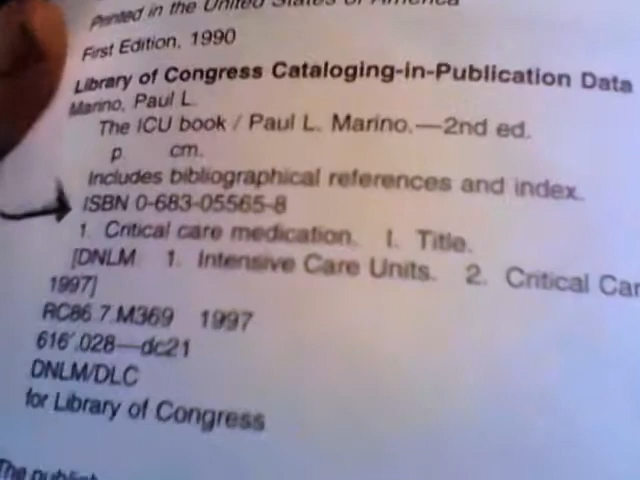 Printed in the United States of America
First Edition, 1990
Library of Congress Cataloging-in-Publication Data
Marino, Paul L.
The ICU book / Paul L. Marino.—2nd ed.
p. cm.
Includes bibliographical references and index.
ISBN 0-683-05565-8
1. Critical care medication. I. Title.
[DNLM 1. Intensive Care Units. 2. Critical Car
1997]
RC86.7.M369 1997
616'.028—dc21
DNLM/DLC
for Library of Congress
The publish